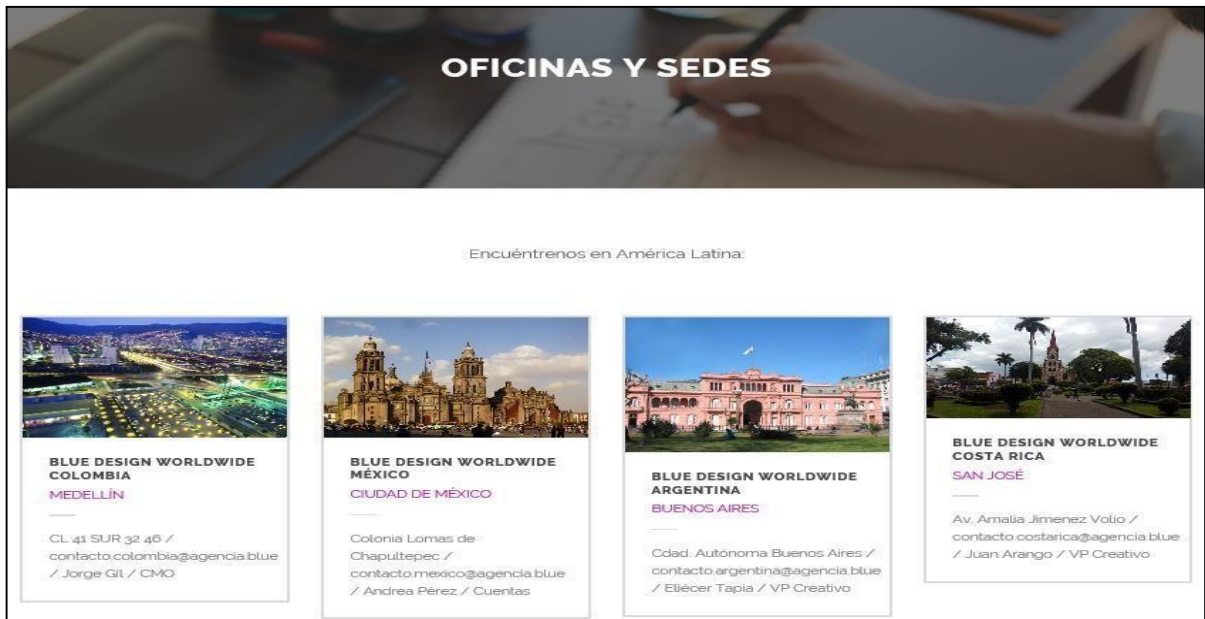 OFICINAS Y SEDES
Encuéntrenos en América Latina:
BLUE DESIGN WORLDWIDE
COLOMBIA
MEDELLÍN
CL 41 SUR 32 46 /
contacto.colombia@agencia.blue
/ Jorge Gil / CMO
BLUE DESIGN WORLDWIDE
MÉXICO
CIUDAD DE MÉXICO
Colonia Lomas de
Chapultepec /
contacto.mexico@agencia.blue
/ Andrea Pérez / Cuentas
BLUE DESIGN WORLDWIDE
ARGENTINA
BUENOS AIRES
Cdad. Autónoma Buenos Aires /
contacto.argentina@agencia.blue
/ Eliécer Tapia / VP Creativo
BLUE DESIGN WORLDWIDE
COSTA RICA
SAN JOSÉ
Av. Amalia Jimenez Volio /
contacto.costarica@agencia.blue
/ Juan Arango / VP Creativo